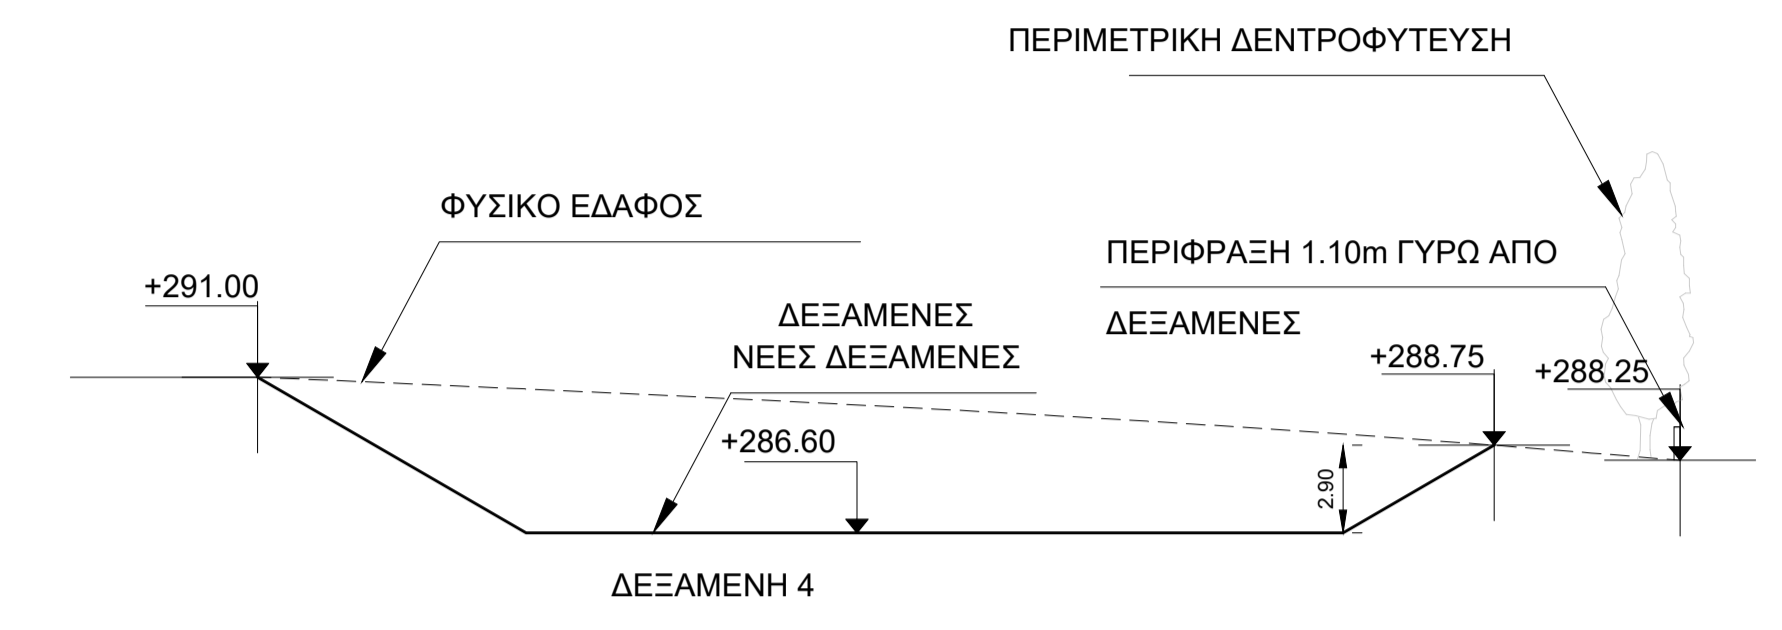 ΠΕΡΙΜΕΤΡΙΚΗ ΔΕΝΤΡΟΦΥΤΕΥΣΗ
ΦΥΣΙΚΟ ΕΔΑΦΟΣ
ΠΕΡΙΦΡΑΞΗ 1.10m ΓΥΡΩ ΑΠΟ
ΔΕΞΑΜΕΝΕΣ
+291.00
ΔΕΞΑΜΕΝΕΣ
ΝΕΕΣ ΔΕΞΑΜΕΝΕΣ
+288.75
+288.25
+286.60
2.90
ΔΕΞΑΜΕΝΗ 4